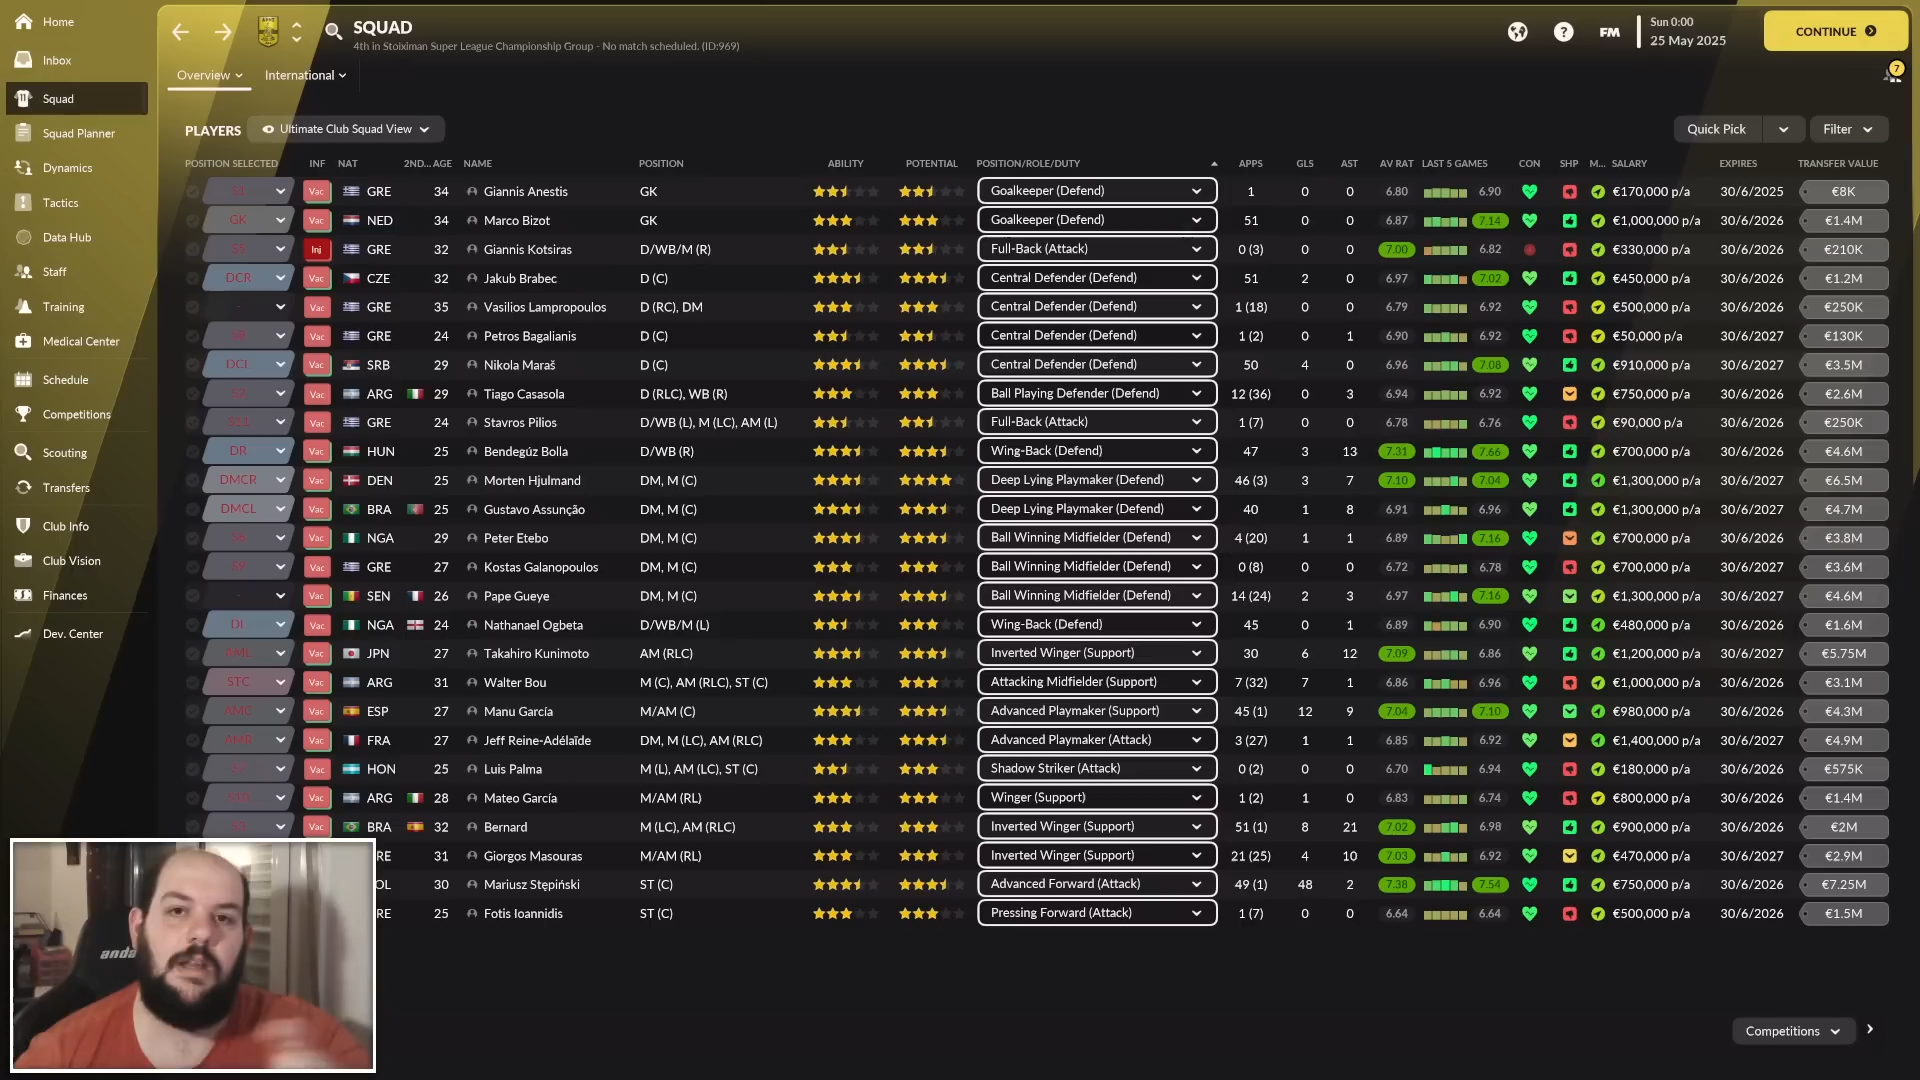 Home
Inbox
Squad
Squad Planner
Dynamics
Tactics
Data Hub
Staff
Training
Medical Center
Schedule
Competitions
Scouting
Transfers
Club Info
Club Vision
Finances
Dev. Center
SQUAD
4th in Stoiximan Super League Championship Group - No match scheduled. (ID:969)
FM
Sun 0:00
25 May 2025
CONTINUE
Overview International
7
PLAYERS Ultimate Club Squad View Quick Pick Filter
POSITION SELECTED INF NAT 2ND... AGE NAME POSITION ABILITY POTENTIAL POSITION/ROLE/DUTY APPS GLS AST AV RAT LAST 5 GAMES CON SHP M... SALARY EXPIRES TRANSFER VALUE
Vac GRE 34 Giannis Anestis GK Goalkeeper (Defend) 1 0 0 6.80 6.90 €170,000 p/a 30/6/2025 €8K
GK Vac NED 34 Marco Bizot GK Goalkeeper (Defend) 51 0 0 6.87 7.14 €1,000,000 p/a 30/6/2026 €1.4M
S5 Inj GRE 32 Giannis Kotsiras D/WB/M (R) Full-Back (Attack) 0 (3) 0 0 7.00 6.82 €330,000 p/a 30/6/2026 €210K
DCR Vac CZE 32 Jakub Brabec D (C) Central Defender (Defend) 51 2 0 6.97 7.02 €450,000 p/a 30/6/2026 €1.2M
- Vac GRE 35 Vasilios Lampropoulos D (RC), DM Central Defender (Defend) 1 (18) 0 0 6.79 6.92 €500,000 p/a 30/6/2026 €250K
Vac GRE 24 Petros Bagalianis D (C) Central Defender (Defend) 1 (2) 0 1 6.90 6.92 €50,000 p/a 30/6/2027 €130K
DCL Vac SRB 29 Nikola Maraš D (C) Central Defender (Defend) 50 4 0 6.96 7.08 €910,000 p/a 30/6/2027 €3.5M
Vac ARG 29 Tiago Casasola D (RLC), WB (R) Ball Playing Defender (Defend) 12 (36) 0 3 6.94 6.92 €750,000 p/a 30/6/2026 €2.6M
Vac GRE 24 Stavros Pilios D/WB (L), M (LC), AM (L) Full-Back (Attack) 1 (7) 0 0 6.78 6.76 €90,000 p/a 30/6/2027 €250K
DR Vac HUN 25 Bendegúz Bolla D/WB (R) Wing-Back (Defend) 47 3 13 7.31 7.66 €700,000 p/a 30/6/2027 €4.6M
DMCR Vac DEN 25 Morten Hjulmand DM, M (C) Deep Lying Playmaker (Defend) 46 (3) 3 7 7.10 7.04 €1,300,000 p/a 30/6/2027 €6.5M
DMCL Vac BRA 25 Gustavo Assunção DM, M (C) Deep Lying Playmaker (Defend) 40 1 8 6.91 6.96 €1,300,000 p/a 30/6/2026 €4.7M
Vac NGA 29 Peter Etebo DM, M (C) Ball Winning Midfielder (Defend) 4 (20) 1 1 6.89 7.16 €700,000 p/a 30/6/2026 €3.8M
S9 Vac GRE 27 Kostas Galanopoulos DM, M (C) Ball Winning Midfielder (Defend) 0 (8) 0 0 6.72 6.78 €700,000 p/a 30/6/2027 €3.6M
- Vac SEN 26 Pape Gueye DM, M (C) Ball Winning Midfielder (Defend) 14 (24) 2 3 6.97 7.16 €1,300,000 p/a 30/6/2026 €4.6M
DL Vac NGA 24 Nathanael Ogbeta D/WB/M (L) Wing-Back (Defend) 45 0 1 6.89 6.90 €480,000 p/a 30/6/2026 €1.6M
AML Vac JPN 27 Takahiro Kunimoto AM (RLC) Inverted Winger (Support) 30 6 12 7.09 6.86 €1,200,000 p/a 30/6/2027 €5.75M
STC Vac ARG 31 Walter Bou M (C), AM (RLC), ST (C) Attacking Midfielder (Support) 7 (32) 7 1 6.86 6.96 €1,000,000 p/a 30/6/2026 €3.1M
AMC Vac ESP 27 Manu García M/AM (C) Advanced Playmaker (Support) 45 (1) 12 9 7.04 7.10 €980,000 p/a 30/6/2026 €4.3M
AMR Vac FRA 27 Jeff Reine-Adélaïde DM, M (LC), AM (RLC) Advanced Playmaker (Attack) 3 (27) 1 1 6.85 6.92 €1,400,000 p/a 30/6/2027 €4.9M
Vac HON 25 Luis Palma M (L), AM (LC), ST (C) Shadow Striker (Attack) 0 (2) 0 0 6.70 6.94 €180,000 p/a 30/6/2026 €575K
Vac ARG 28 Mateo García M/AM (RL) Winger (Support) 1 (2) 1 0 6.83 6.74 €800,000 p/a 30/6/2026 €1.4M
Vac BRA 32 Bernard M (LC), AM (RLC) Inverted Winger (Support) 51 (1) 8 21 7.02 6.98 €900,000 p/a 30/6/2026 €2M
RE 31 Giorgos Masouras M/AM (RL) Inverted Winger (Support) 21 (25) 4 10 7.03 6.92 €470,000 p/a 30/6/2027 €2.9M
OL 30 Mariusz Stępiński ST (C) Advanced Forward (Attack) 49 (1) 48 2 7.38 7.54 €750,000 p/a 30/6/2026 €7.25M
RE 25 Fotis Ioannidis ST (C) Pressing Forward (Attack) 1 (7) 0 0 6.64 6.64 €500,000 p/a 30/6/2026 €1.5M
anda
Competitions